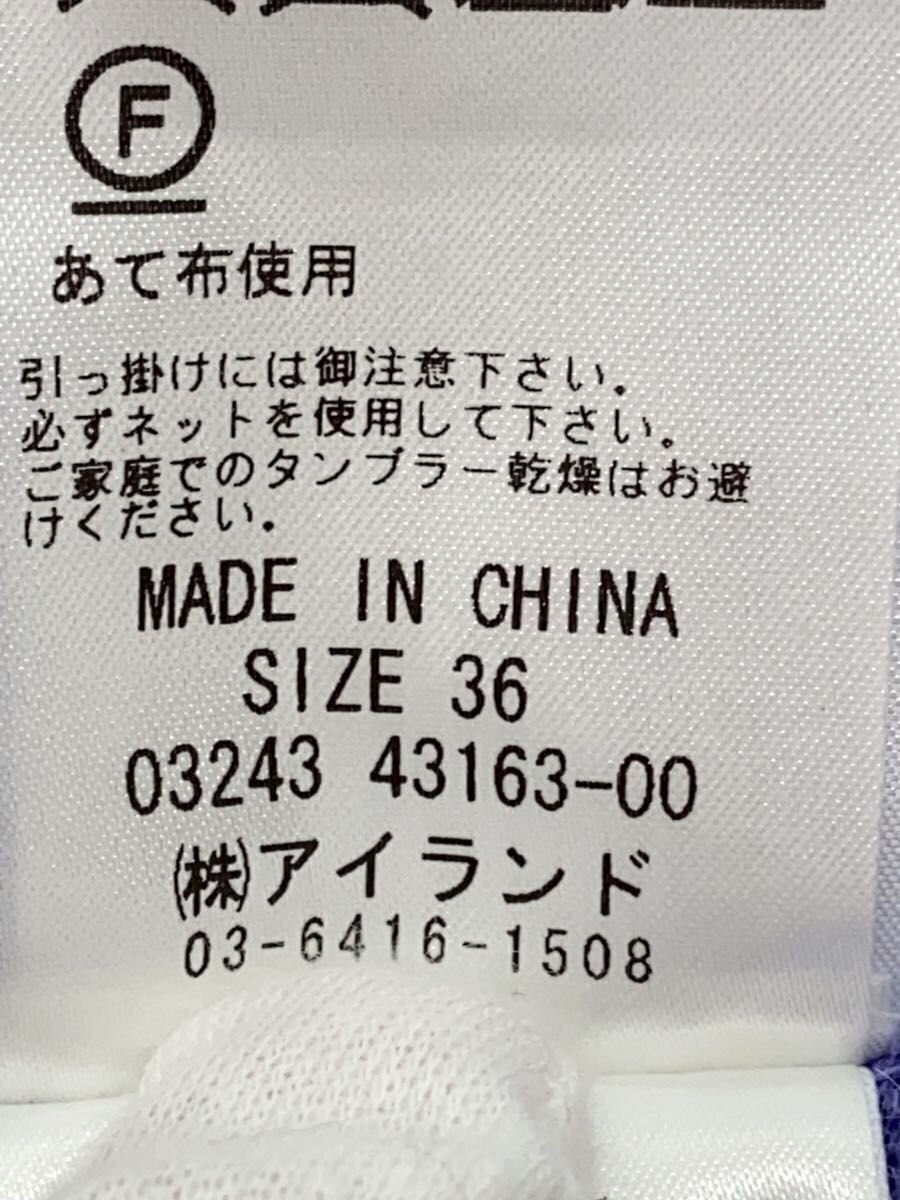 F
あて布使用
引っ掛けには御注意下さい.
必ずネットを使用して下さい.
ご家庭でのタンブラー乾燥はお避
けください.
MADE IN CHINA
SIZE 36
03243 43163-00
㈱アイランド
03-6416-1508